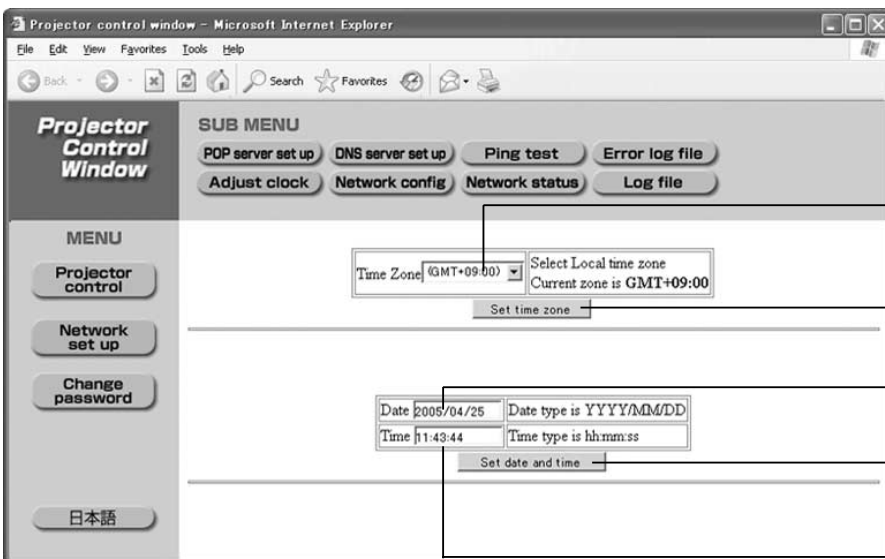 Projector control window - Microsoft Internet Explorer
File Edit View Favorites Tools Help
Back Search Favorites
Projector
Control
Window
SUB MENU
POP server set up DNS server set up Ping test Error log file
Adjust clock Network config Network status Log file
MENU
Projector
control
Network
set up
Change
password
日本語
Time Zone (GMT+09:00) Select Local time zone
Current zone is GMT+09:00
Set time zone
Date 2005/04/25 Date type is YYYY/MM/DD
Time 11:43:44 Time type is hh:mm:ss
Set date and time